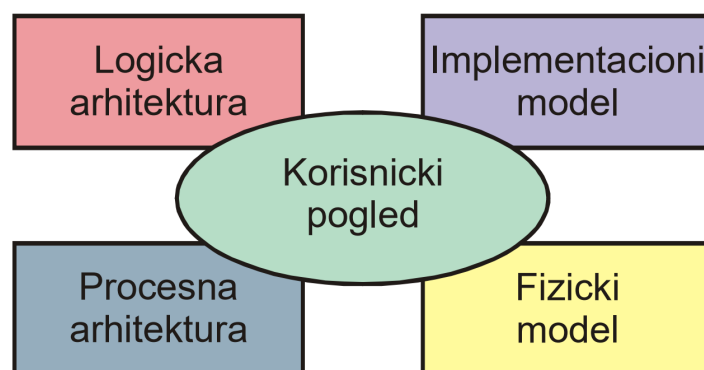 Logicka
arhitektura
Implementacioni
model
Korisnicki
pogled
Procesna
arhitektura
Fizicki
model